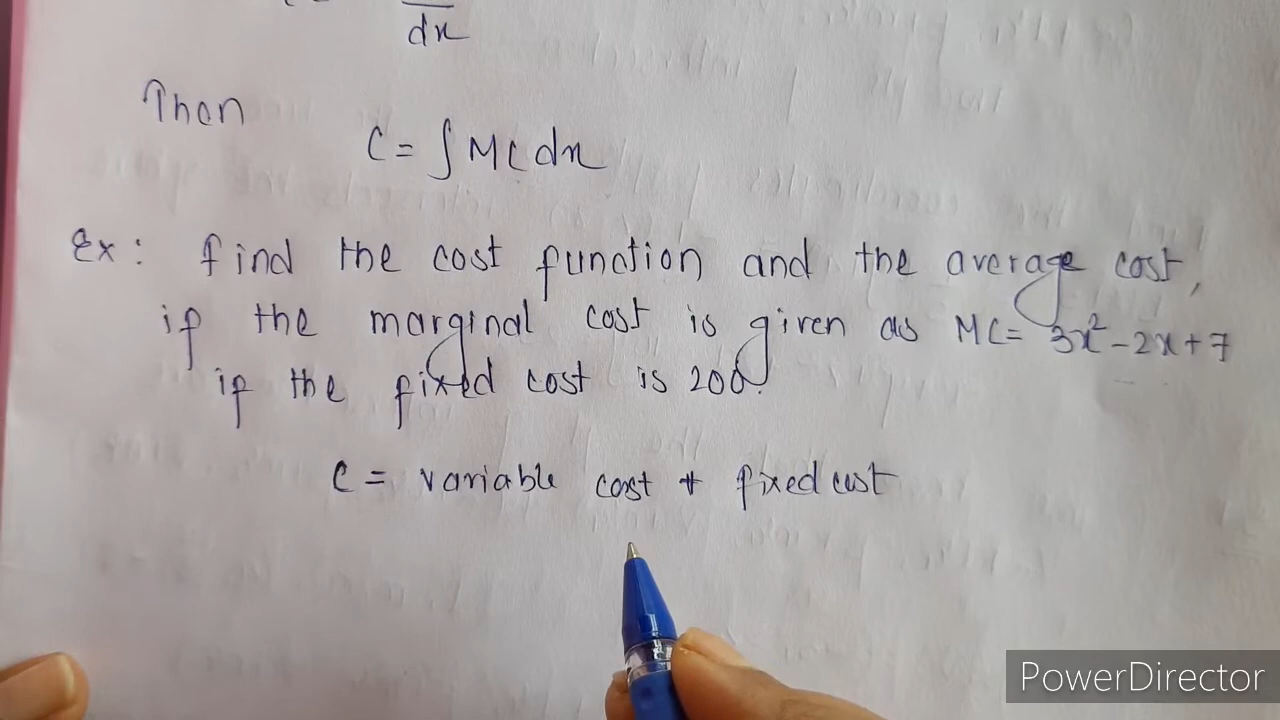 dx
Then
C = ∫ MC dx
Ex: find the cost function and the average cost,
if the marginal cost is given as MC = 3x² - 2x + 7
if the fixed cost is 200.
C = variable cost + fixed cost
PowerDirector